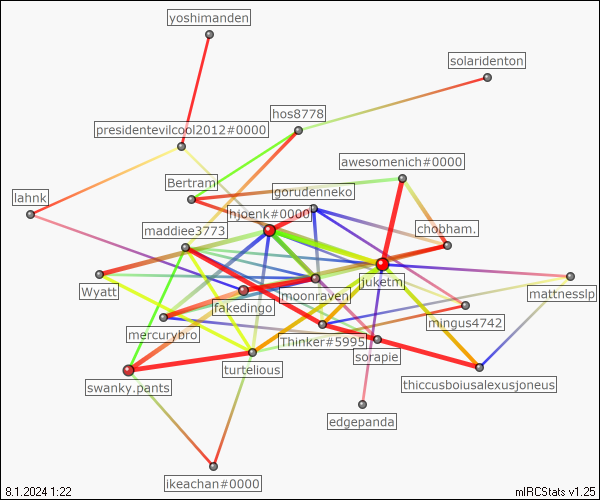 yoshimanden
solaridenton
hos8778
presidentevilcool2012#0000
awesomenich#0000
Bertram
gorudenneko
lahnk
hjoenk#0000
maddiee3773
chobham.
juketm
Wyatt
moonraven
mattnesslp
fakedingo
mingus4742
mercurybro
Thinker#5995
sorapie
turtelious
swanky.pants
thiccusboiusalexusjoneus
edgepanda
ikeachan#0000
8.1.2024 1:22
mIRCStats v1.25